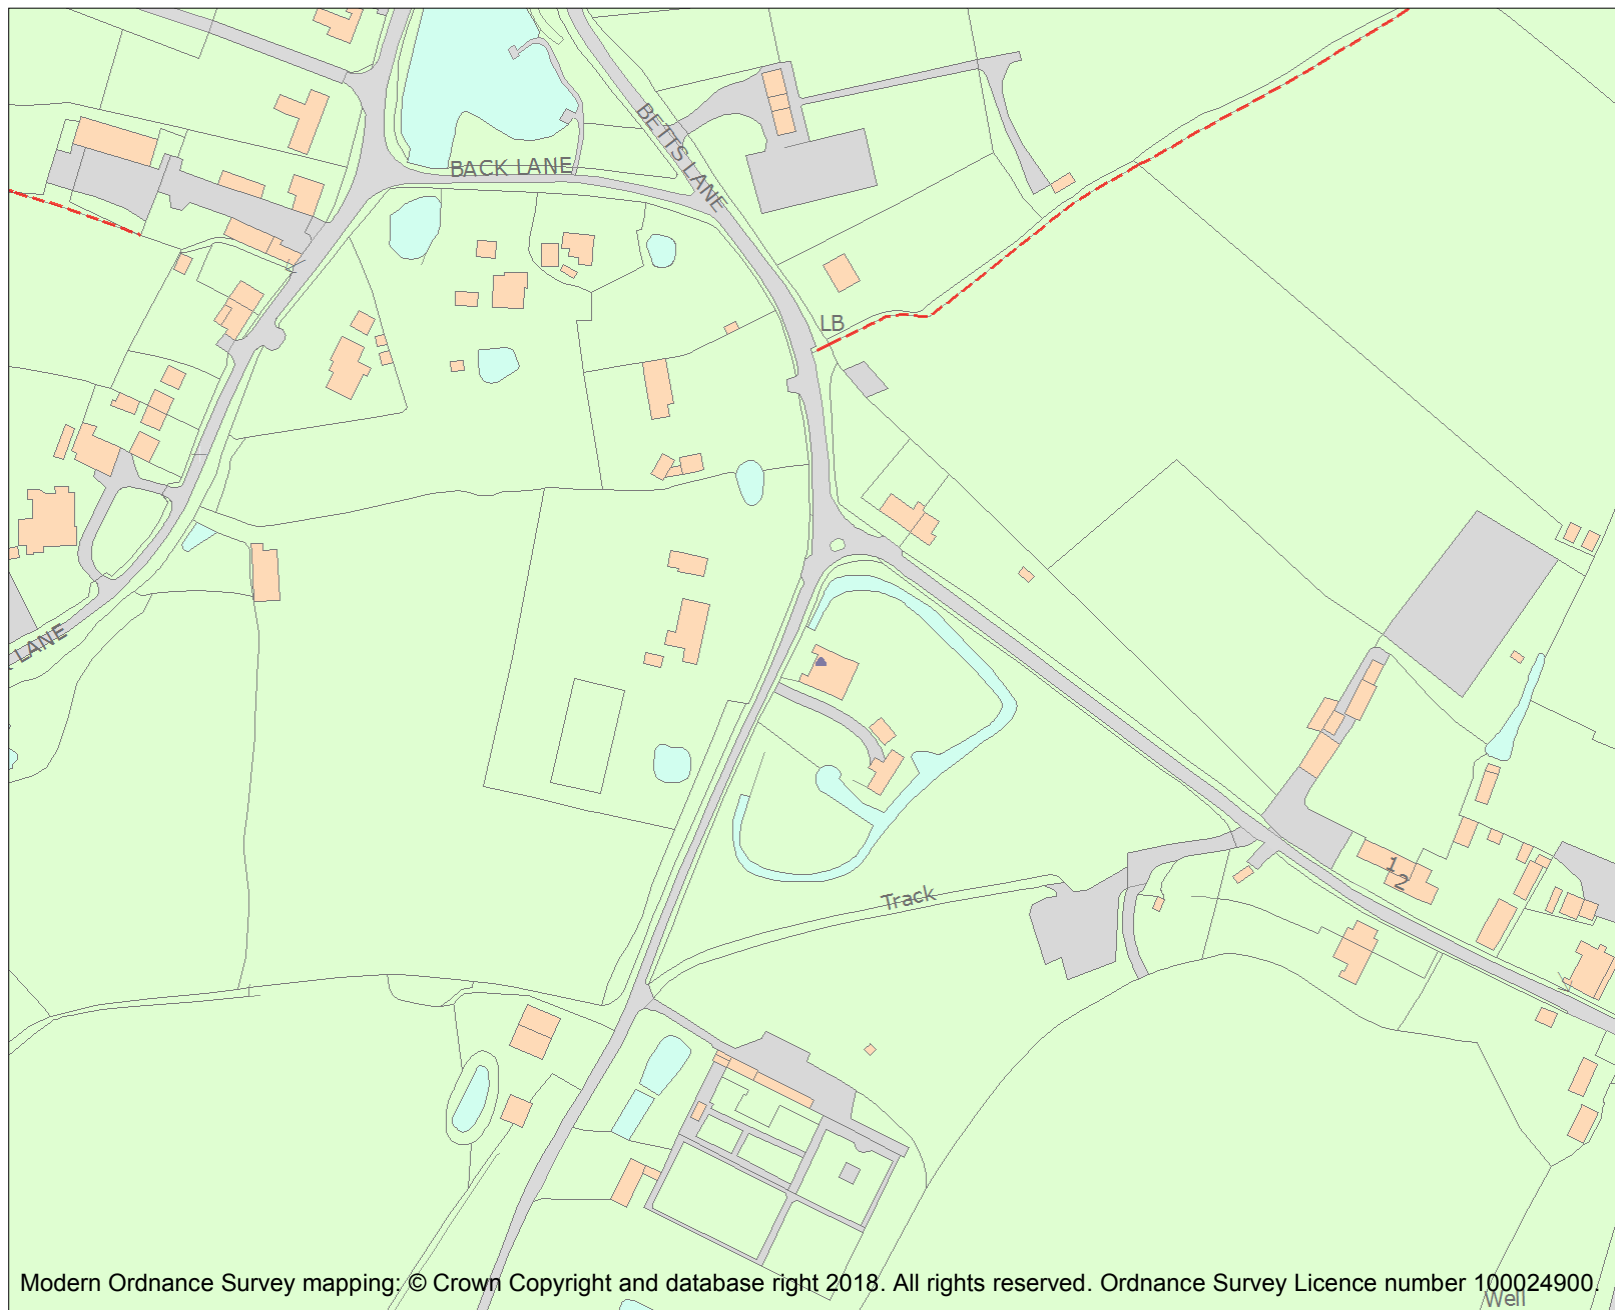 BACK LANE
BETTS LANE
LB
LANE
1
2
Track
Modern Ordnance Survey mapping: © Crown Copyright and database right 2018. All rights reserved. Ordnance Survey Licence number 100024900.
Well